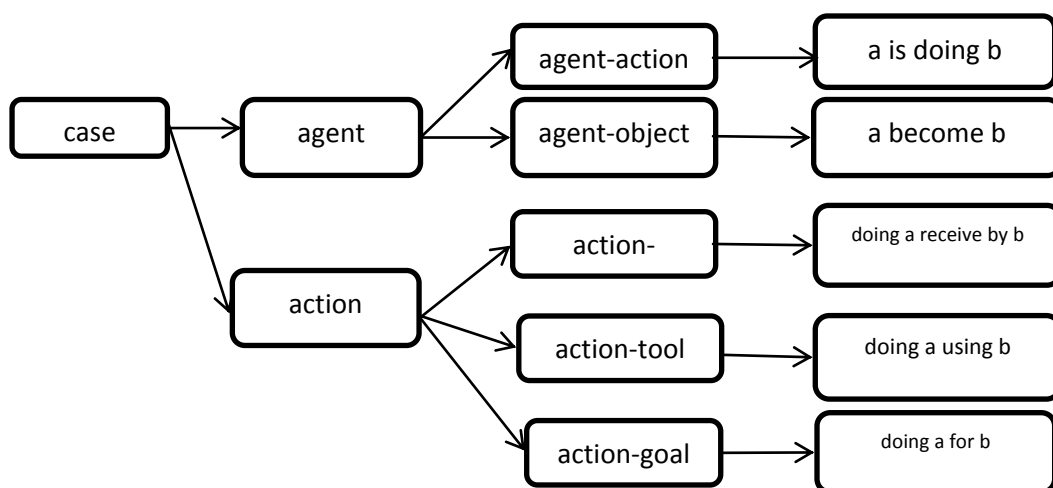 agent-action
a is doing b
case
agent
agent-object
a become b
action-
doing a receive by b
action
action-tool
doing a using b
action-goal
doing a for b